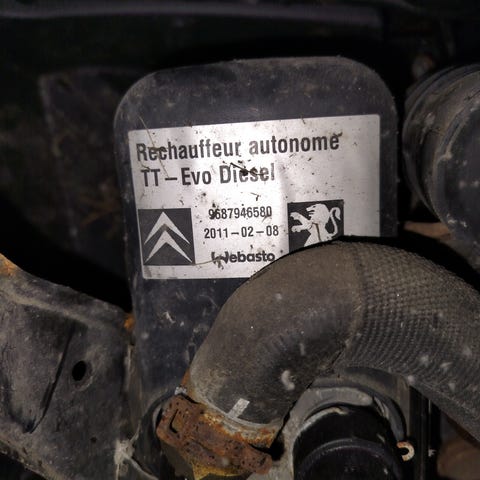 Rechauffeur autonome
TT-Evo Diesel
9687946580
2011-02-08
Webasto